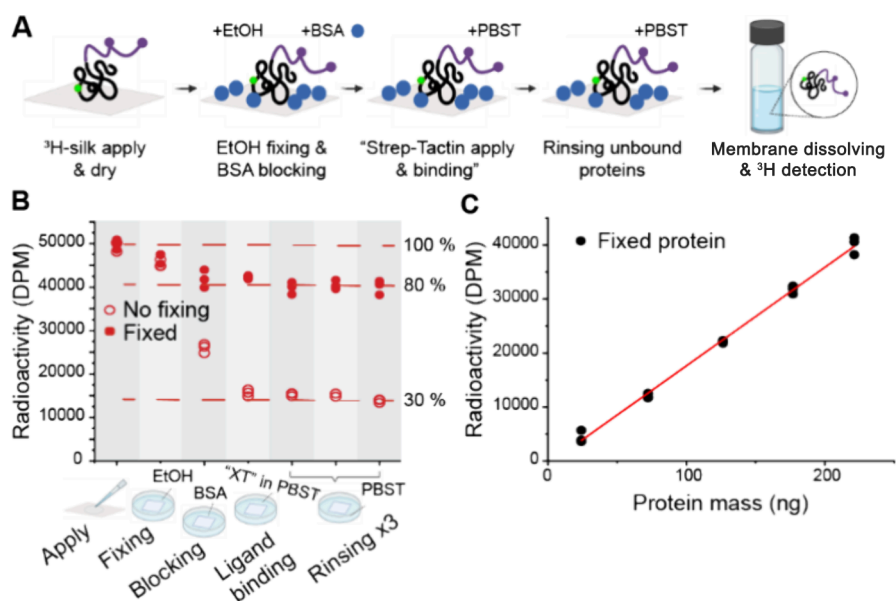 A
+EtOH +BSA +PBST +PBST
³H-silk apply
& dry
EtOH fixing &
BSA blocking
“Strep-Tactin apply
& binding”
Rinsing unbound
proteins
Membrane dissolving
& ³H detection
B
Radioactivity (DPM)
50000
40000
30000
20000
10000
0
100 %
80 %
30 %
No fixing
Fixed
EtOH
BSA
“XT” in PBST
PBST
Apply
Fixing
Blocking
Ligand
binding
Rinsing x3
C
Radioactivity (DPM)
40000
30000
20000
10000
0
Fixed protein
0 100 200
Protein mass (ng)